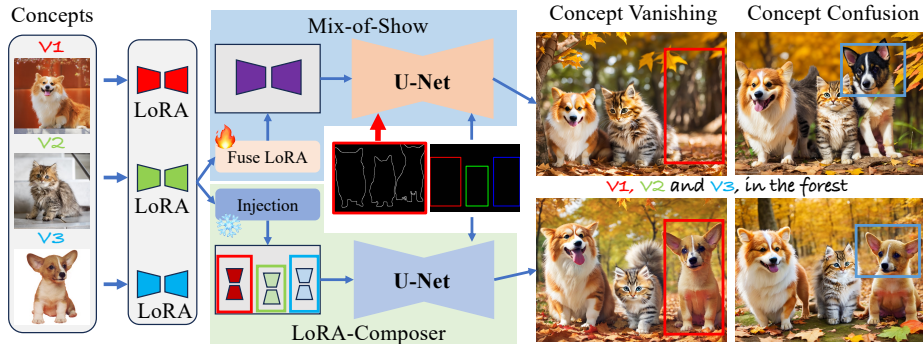 Concepts
V1
V2
V3
LoRA
LoRA
LoRA
Mix-of-Show
U-Net
Fuse LoRA
Injection
U-Net
LoRA-Composer
Concept Vanishing
Concept Confusion
V1, V2 and V3, in the forest